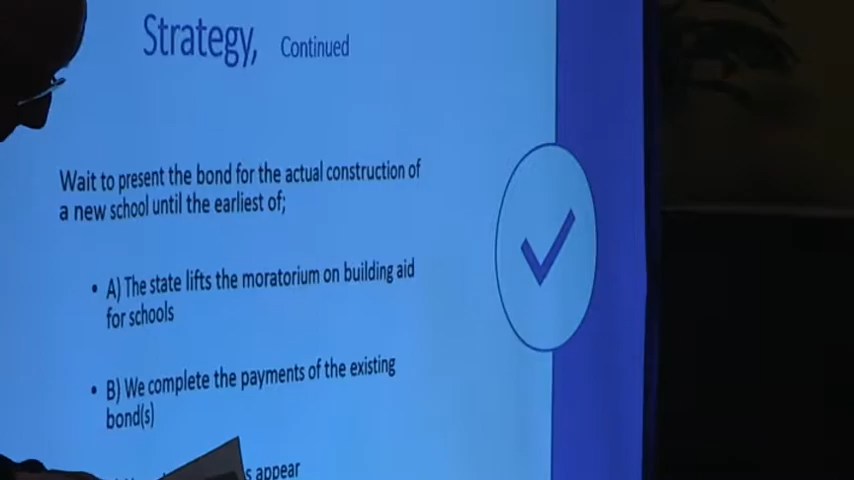 Strategy, Continued
Wait to present the bond for the actual construction of
a new school until the earliest of;
• A) The state lifts the moratorium on building aid
for schools
• B) We complete the payments of the existing
bond(s)
appear